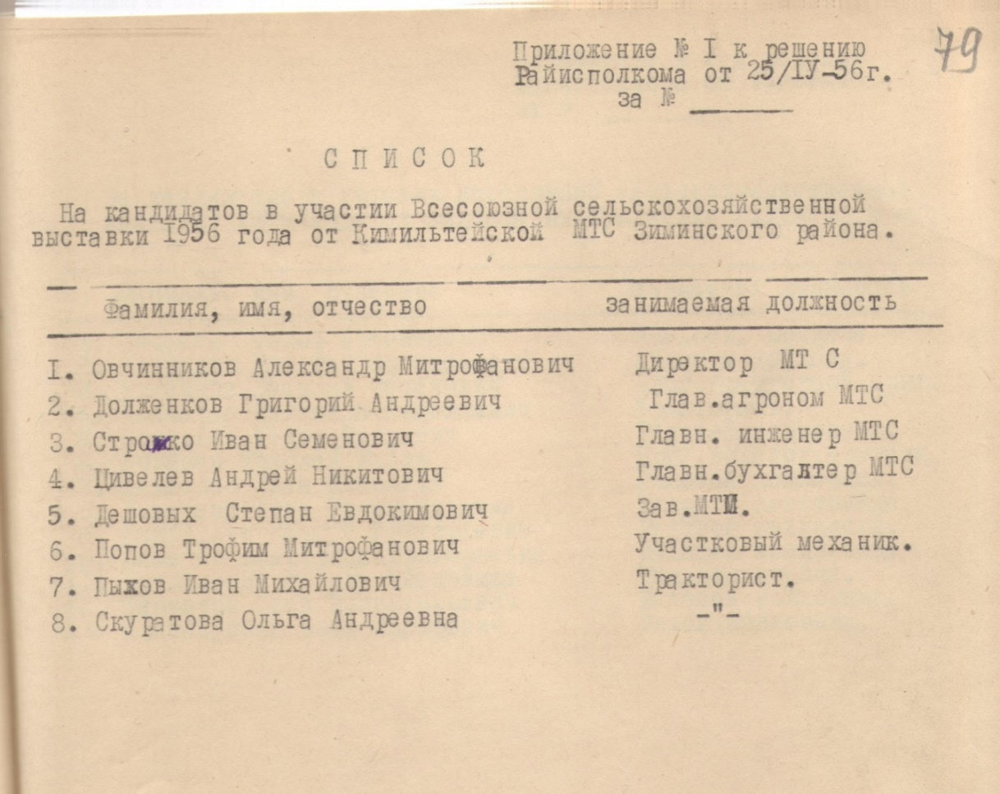 79
Приложение № I к решению
Райисполкома от 25/IУ-56г.
за № ______
С П И С О К
На кандидатов в участии Всесоюзной сельскохозяйственной
выставки 1956 года от Кимильтейской МТС Зиминского района.
Фамилия, имя, отчество занимаемая должность
I. Овчинников Александр Митрофанович Директор МТ С
2. Долженков Григорий Андреевич Глав.агроном МТС
3. Иван Семенович Главн. инженер МТС
4. Цивелев Андрей Никитович Главн.бухгалтер МТС
5. Дешовых Степан Евдокимович Зав.
6. Попов Трофим Митрофанович Участковый механик.
7. Пыхов Иван Михайлович Тракторист.
8. Скуратова Ольга Андреевна -"-